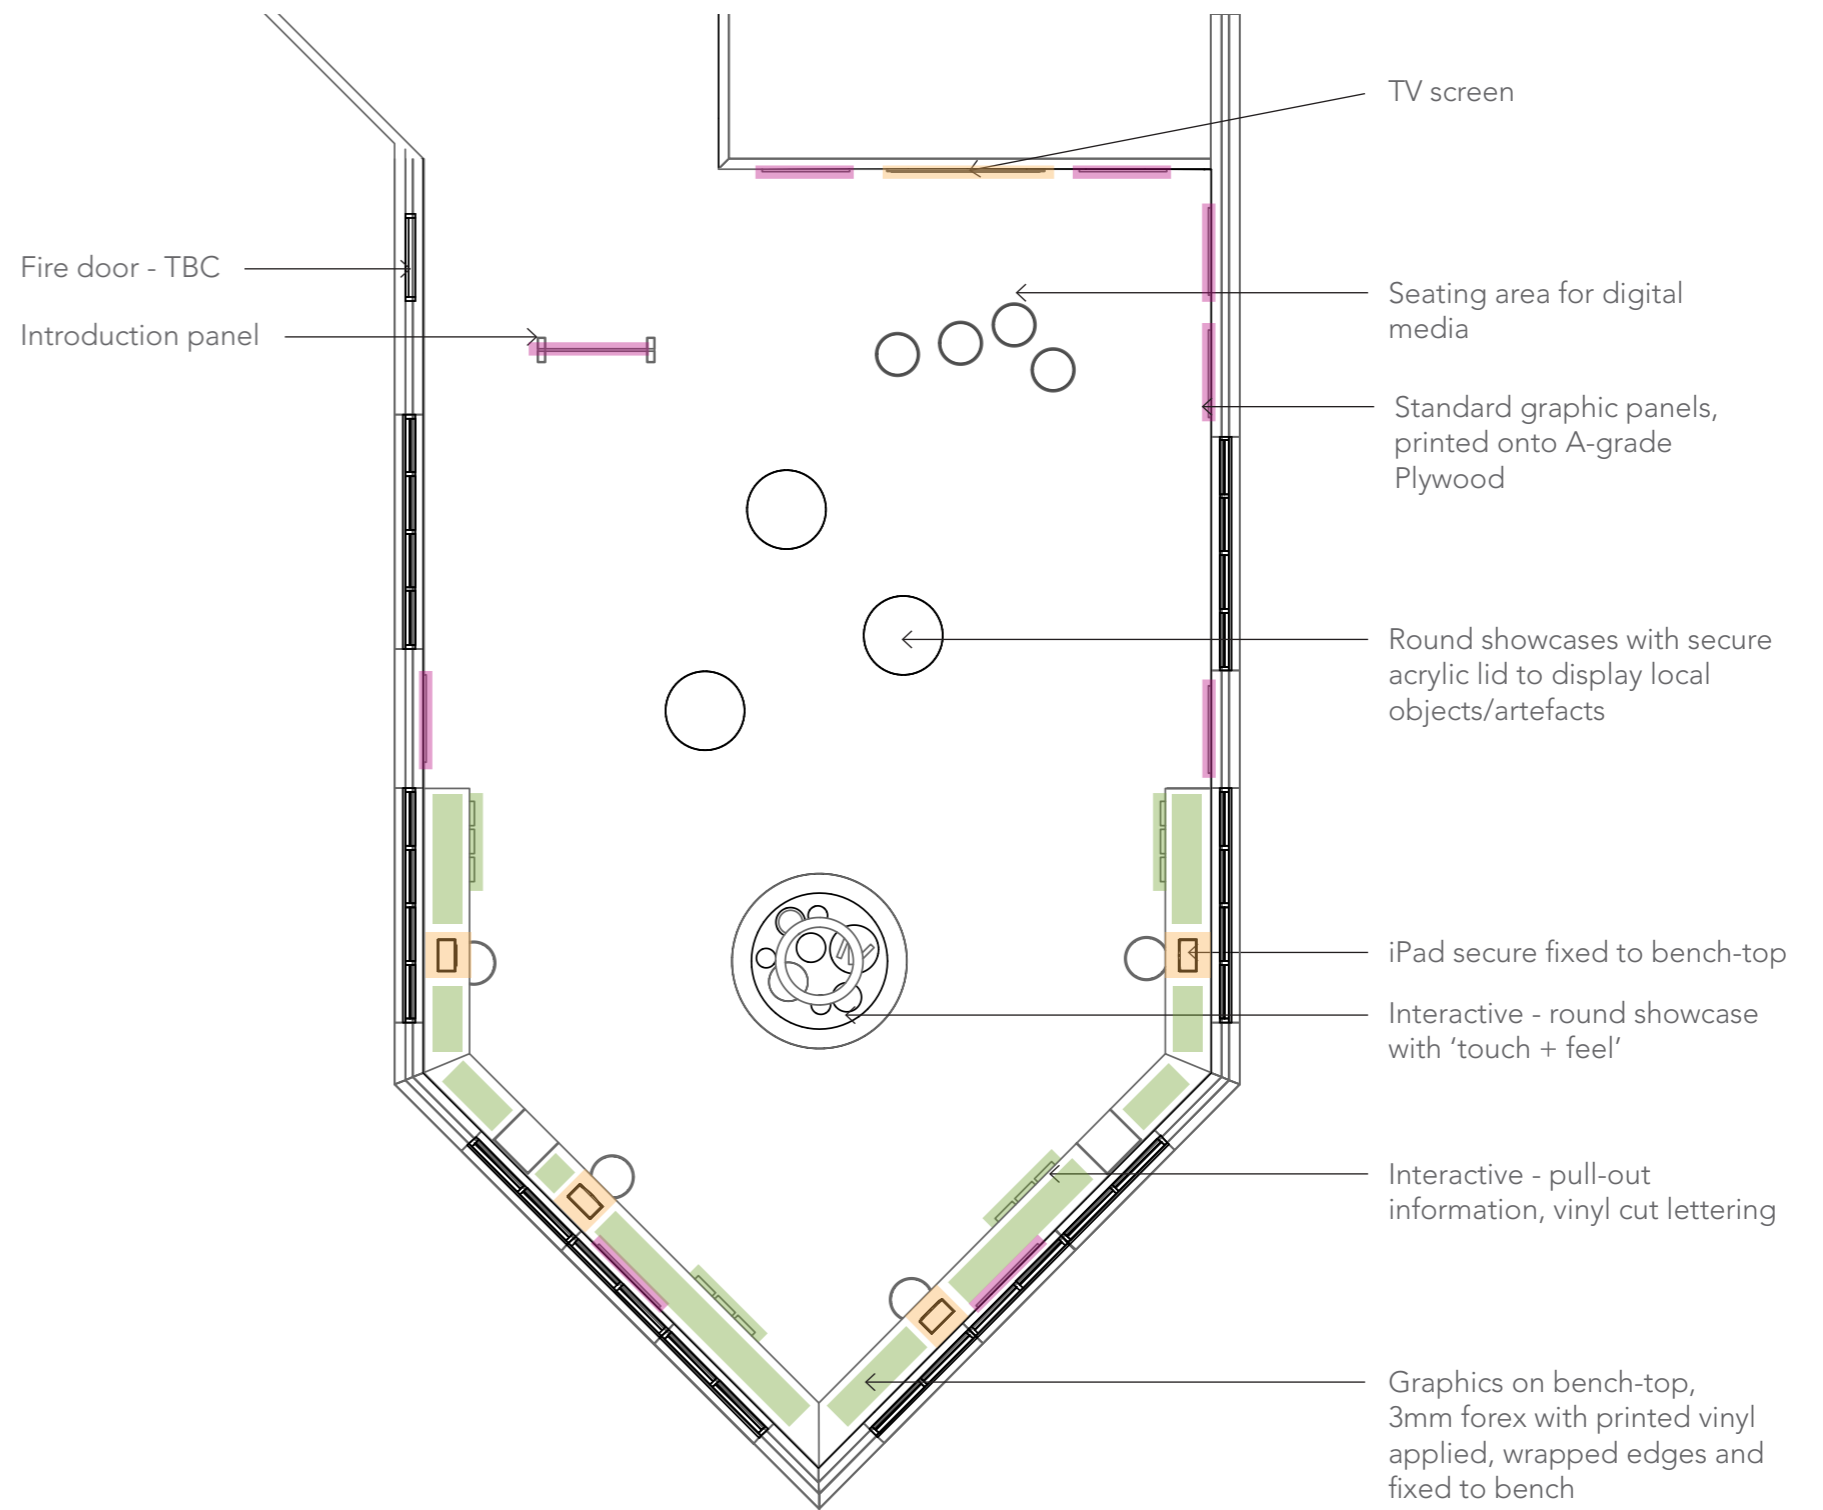 TV screen
Fire door - TBC
Introduction panel
Seating area for digital
media
Standard graphic panels,
printed onto A-grade
Plywood
Round showcases with secure
acrylic lid to display local
objects/artefacts
iPad secure fixed to bench-top
Interactive - round showcase
with ‘touch + feel’
Interactive - pull-out
information, vinyl cut lettering
Graphics on bench-top,
3mm forex with printed vinyl
applied, wrapped edges and
fixed to bench